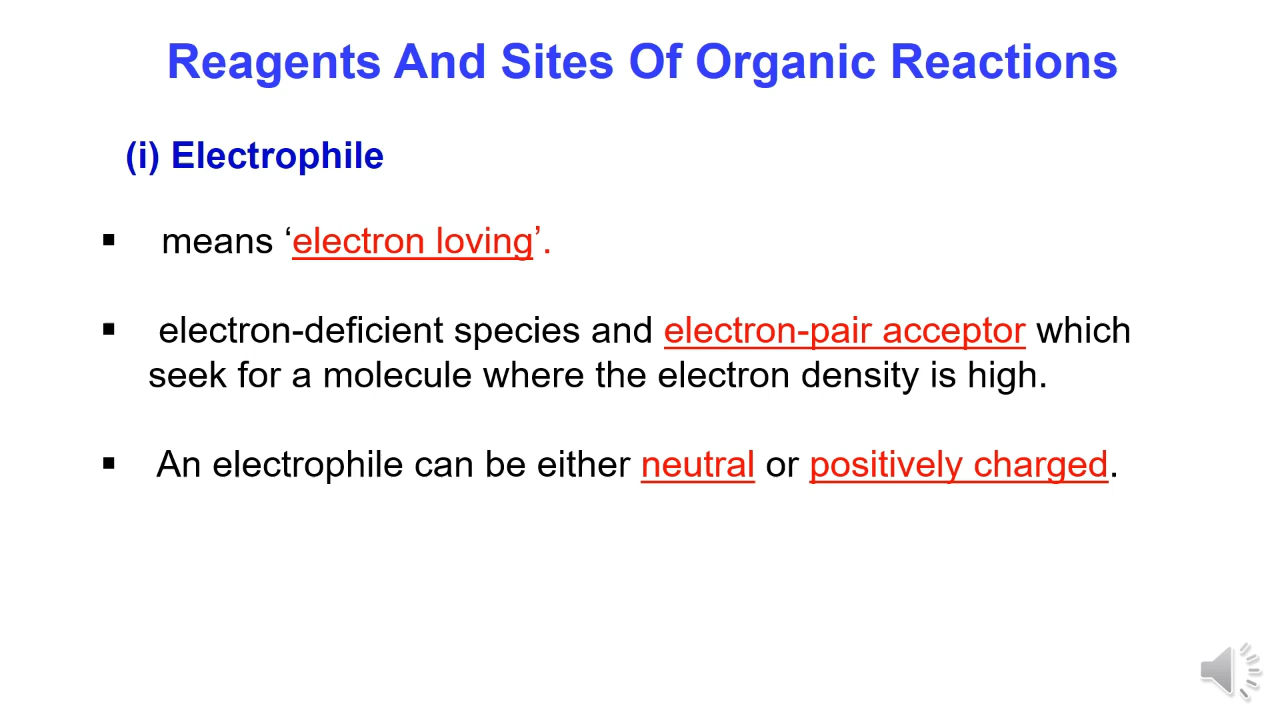 Reagents And Sites Of Organic Reactions
(i) Electrophile
▪ means ‘electron loving’.
▪ electron-deficient species and electron-pair acceptor which
seek for a molecule where the electron density is high.
▪ An electrophile can be either neutral or positively charged.